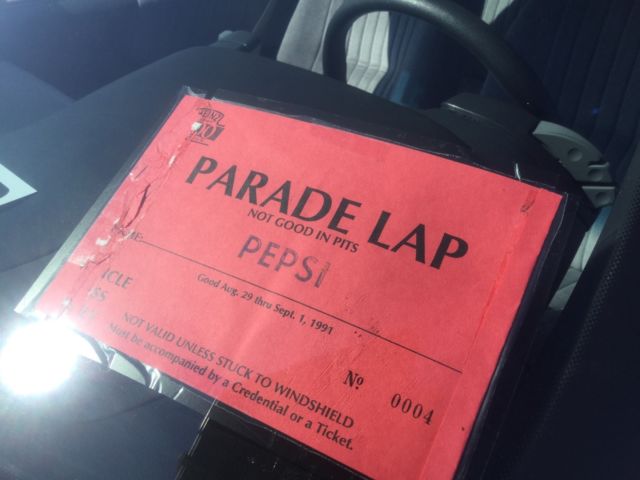 PARADE LAP
NOT GOOD IN PITS
PEPSI
Good Aug. 29 thru Sept. 1, 1991
Nº 0004
NOT VALID UNLESS STUCK TO WINDSHIELD
Must be accompanied by a Credential or a Ticket.